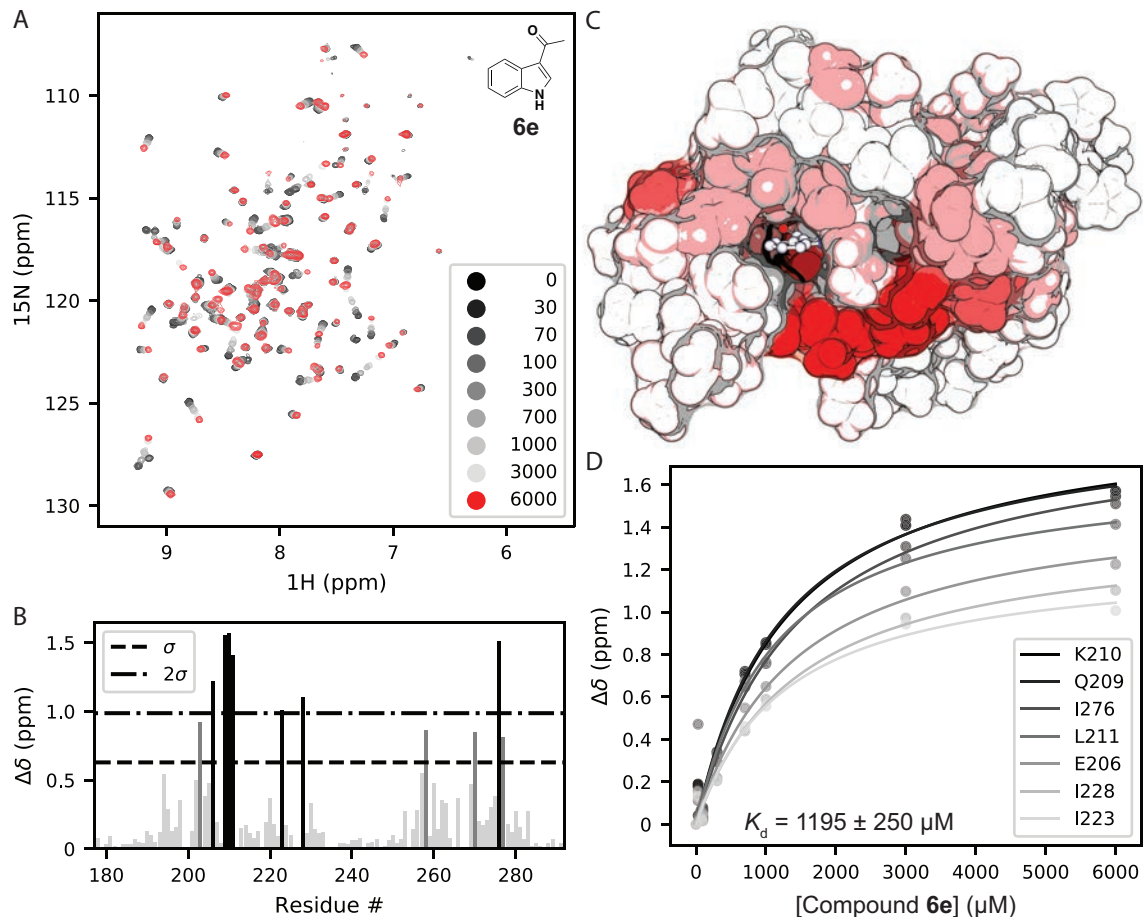 A
O
NH
6e
110
115
120
125
130
15N (ppm)
9
8
7
6
1H (ppm)
0
30
70
100
300
700
1000
3000
6000
B
σ
2σ
1.5
1.0
0.5
0
Δδ (ppm)
180
200
220
240
260
280
Residue #
C
D
1.6
1.4
1.2
1.0
0.8
0.6
0.4
0.2
0
Δδ (ppm)
K210
Q209
I276
L211
E206
I228
I223
Kd = 1195 ± 250 µM
0
1000
2000
3000
4000
5000
6000
[Compound 6e] (µM)